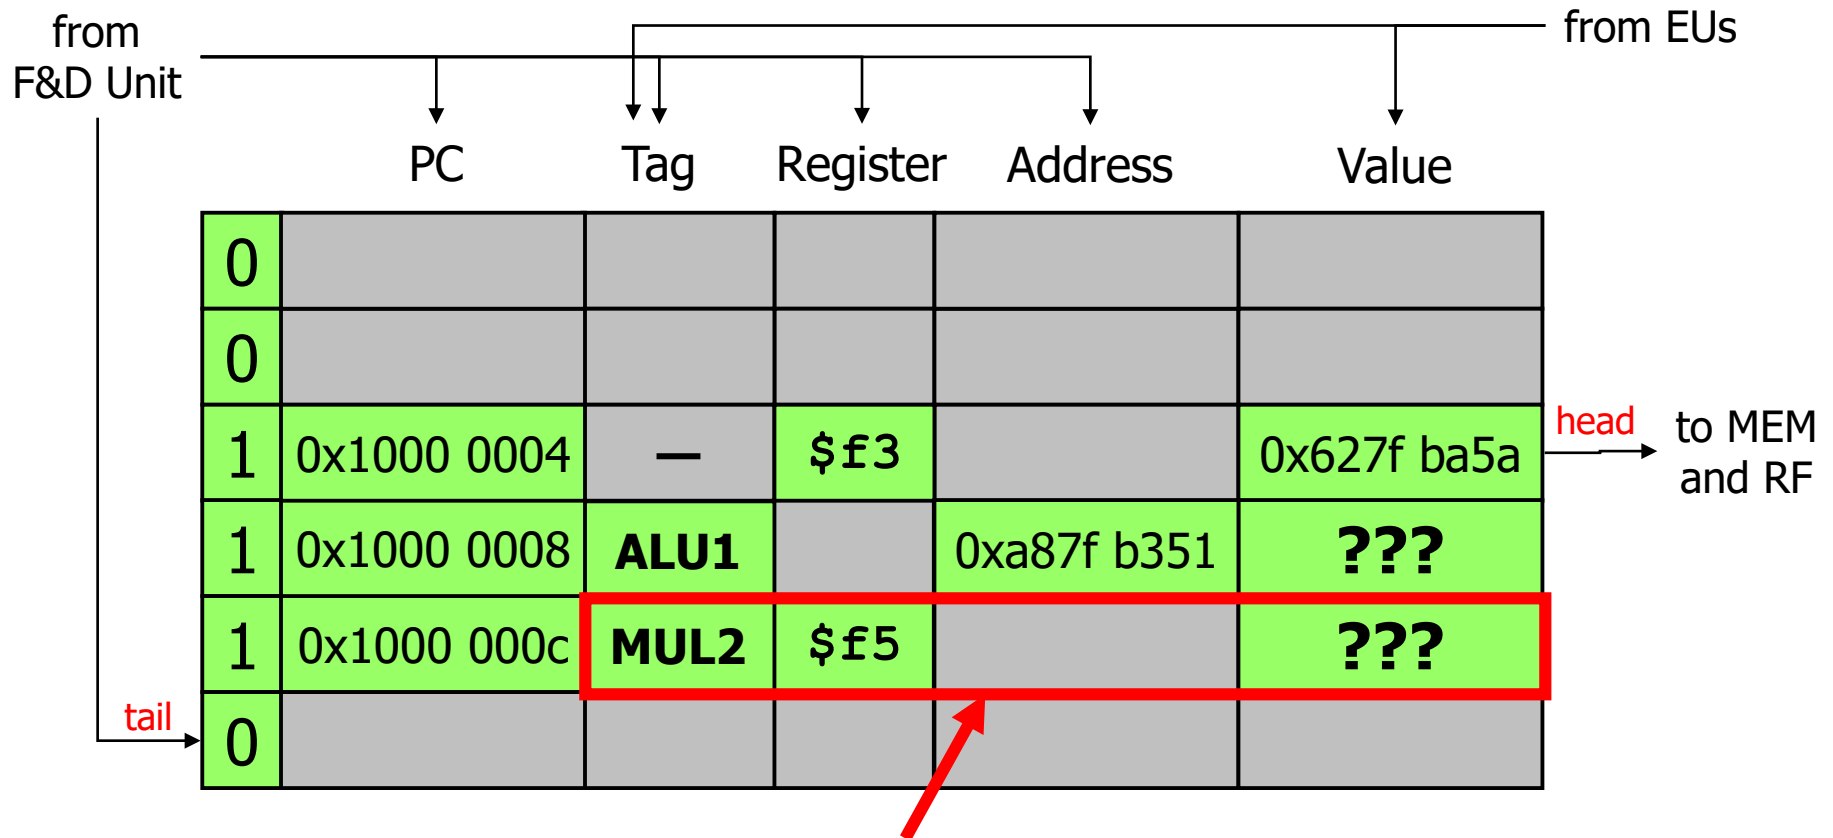 from
F&D Unit
from EUs
PC Tag Register Address Value
0
0
1 0x1000 0004 — $f3 0x627f ba5a
head
to MEM
and RF
1 0x1000 0008 ALU1 0xa87f b351 ???
1 0x1000 000c MUL2 $f5 ???
tail
0